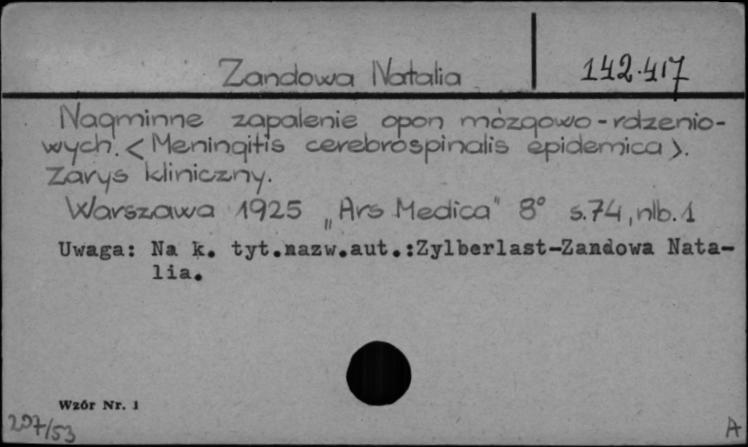 Zandowa Natalia 142.417
Nagminne zapalenie opon mózgowo-rdzenio-
wych. < Meningitis cerebrospinalis epidemica >.
Zarys kliniczny.
Warszawa 1925 „Ars Medica" 8° s.74, nlb. 1
Uwaga: Na k. tyt.nazw.aut.:Zylberlast-Zandowa Nata-
lia.
Wzór Nr. 1
207/53
A